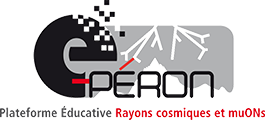 e-PÉRON
Plateforme Éducative Rayons cosmiques et muONs